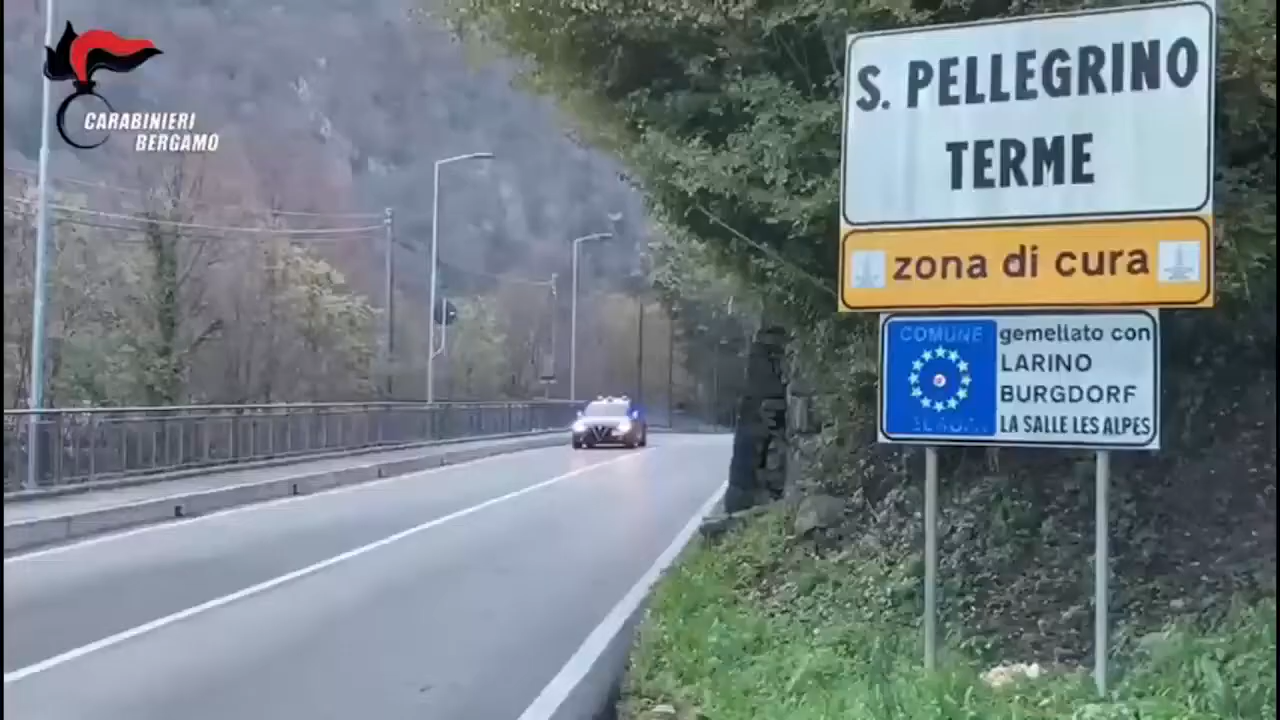 CARABINIERI
BERGAMO
S. PELLEGRINO
TERME
zona di cura
COMUNE
gemellato con
LARINO
BURGDORF
LA SALLE LES ALPES